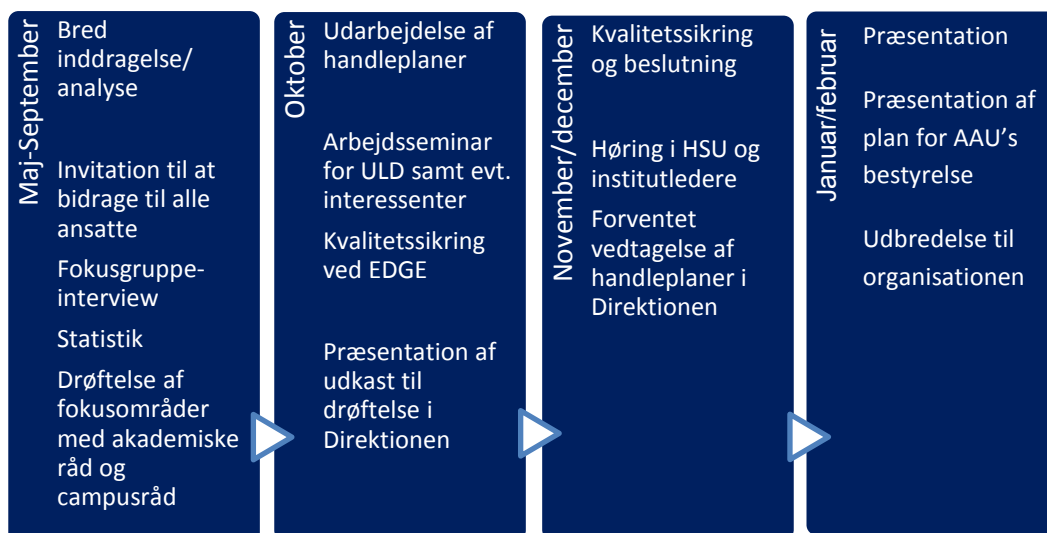 Maj-September
Bred
inddragelse/
analyse
Invitation til at
bidrage til alle
ansatte
Fokusgruppe-
interview
Statistik
Drøftelse af
fokusområder
med akademiske
råd og
campusråd
Oktober
Udarbejdelse af
handleplaner
Arbejdsseminar
for ULD samt evt.
interessenter
Kvalitetssikring
ved EDGE
Præsentation af
udkast til
drøftelse i
Direktionen
November/december
Kvalitetssikring
og beslutning
Høring i HSU og
institutledere
Forventet
vedtagelse af
handleplaner i
Direktionen
Januar/februar
Præsentation
Præsentation af
plan for AAU's
bestyrelse
Udbredelse til
organisationen